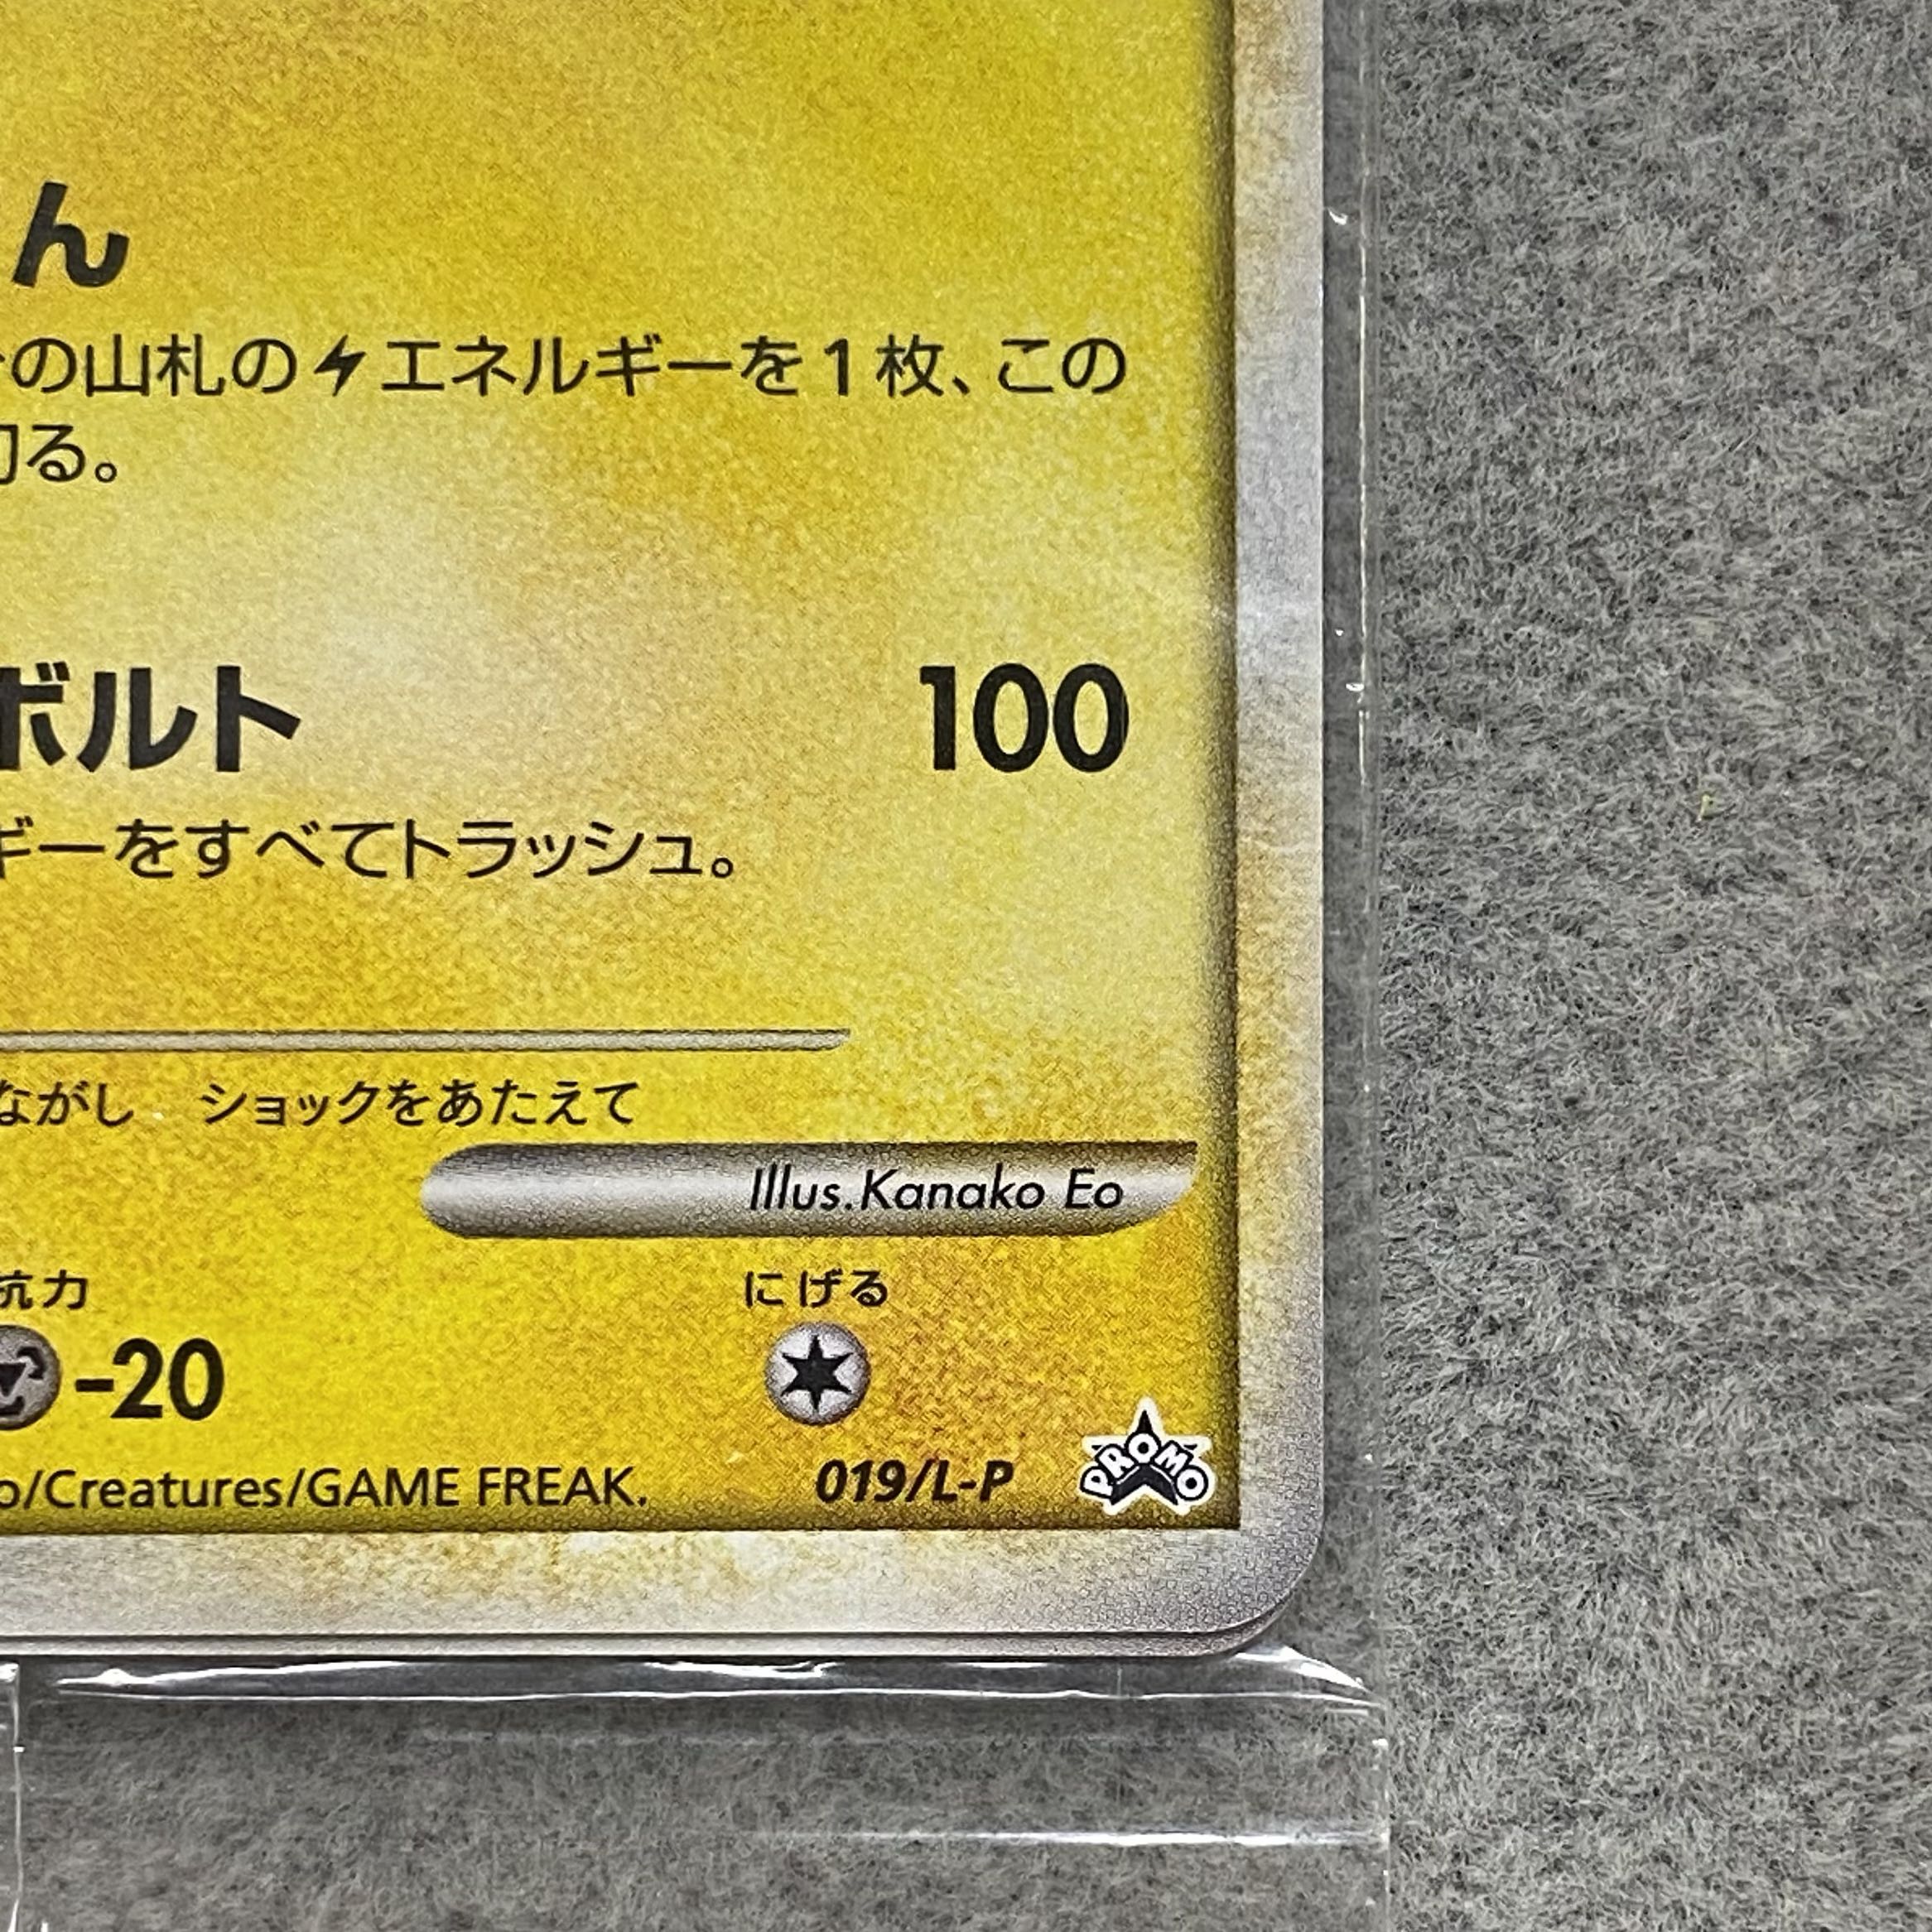 ん
の山札の エネルギーを1枚、この
切る。
ボルト 100
ギーをすべてトラッシュ。
ながし ショックをあたえて
Illus.Kanako Eo
抗力 にげる
-20
o/Creatures/GAME FREAK. 019/L-P PROMO